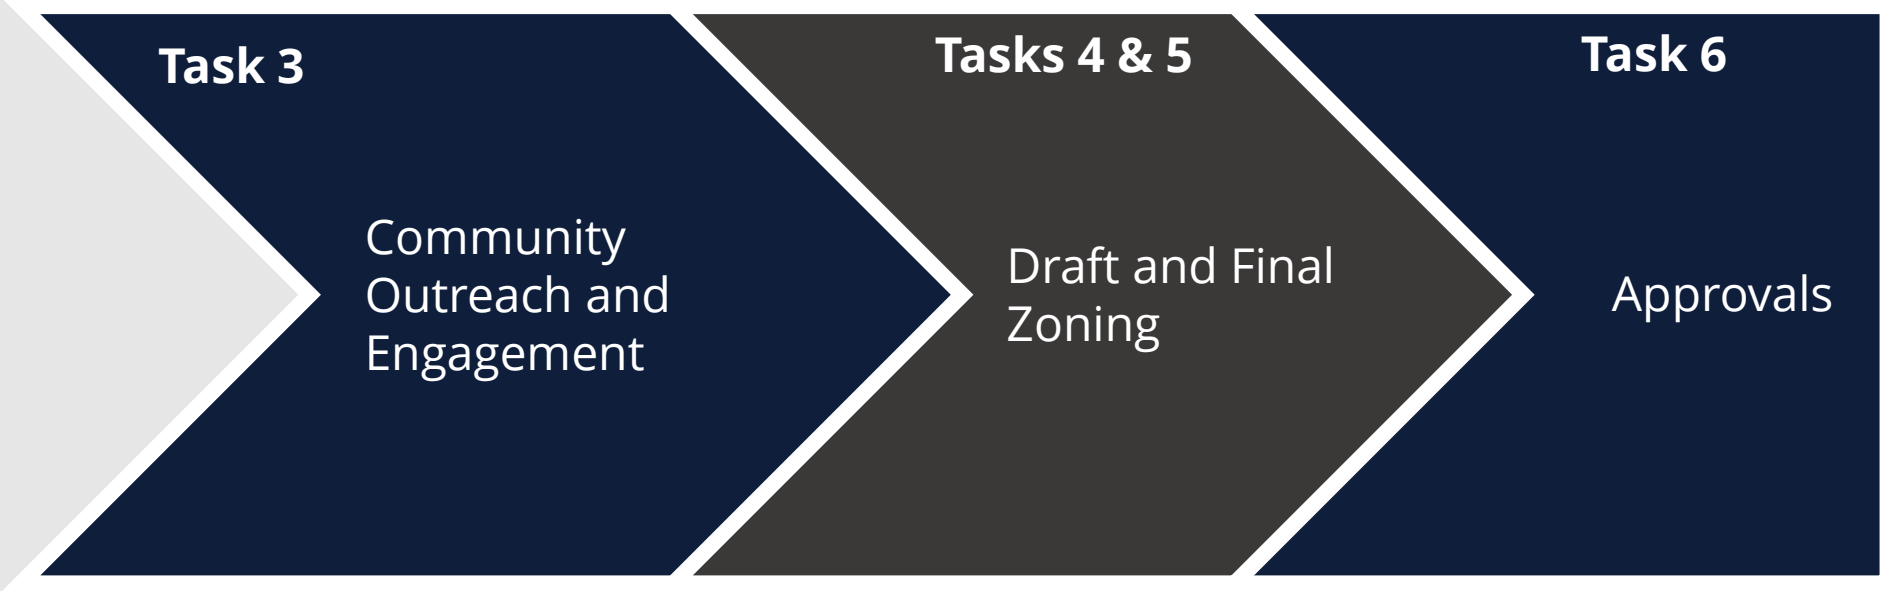 Task 3
Community
Outreach and
Engagement
Tasks 4 & 5
Draft and Final
Zoning
Task 6
Approvals